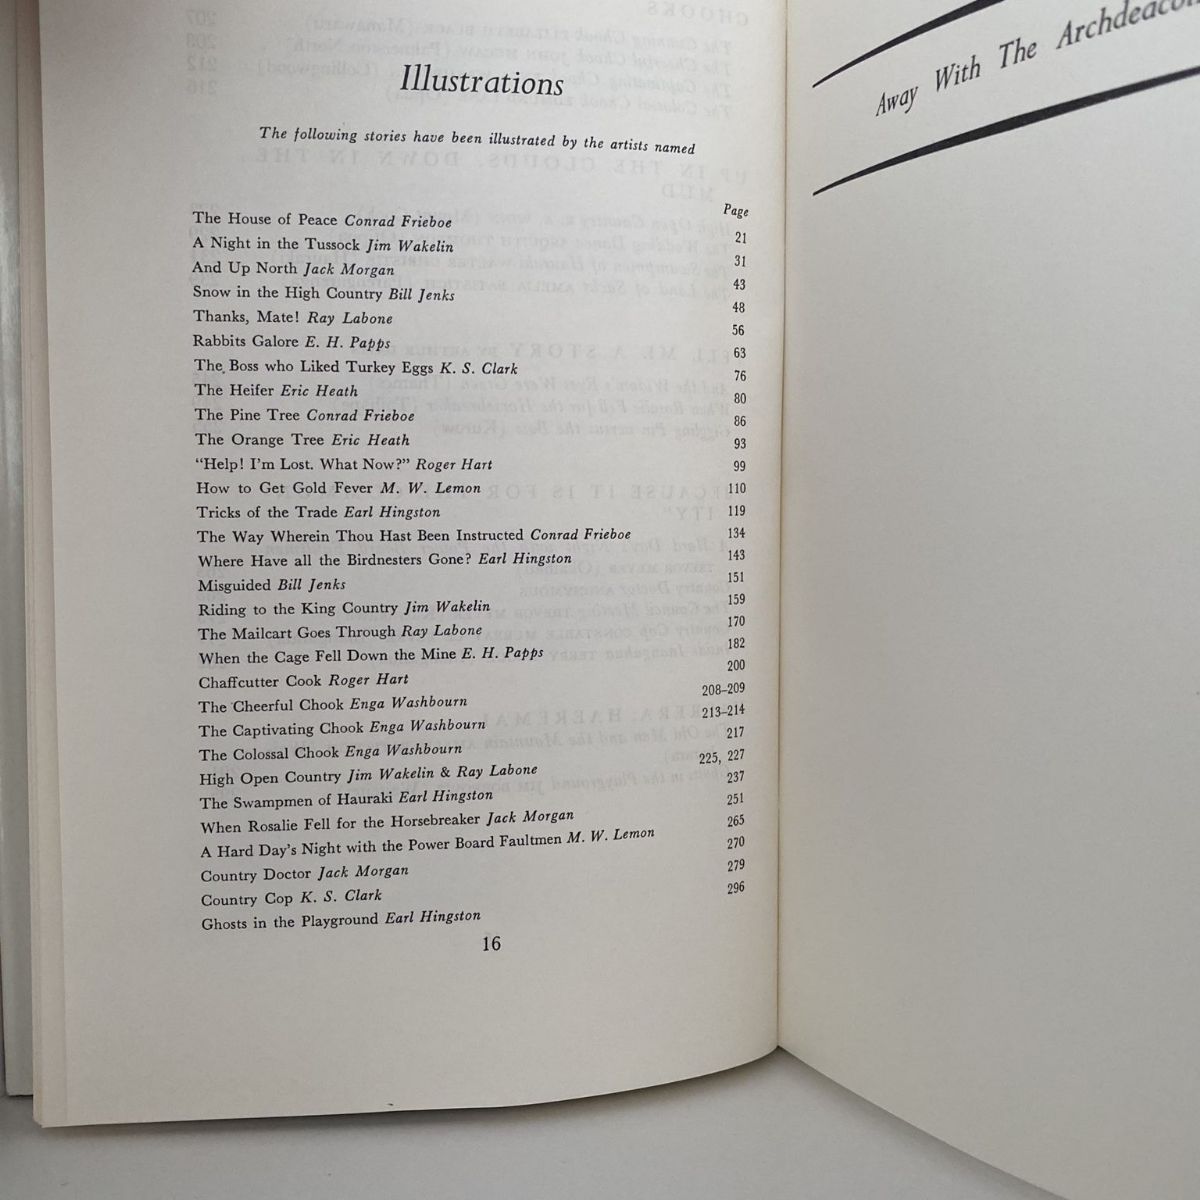 Illustrations
The following stories have been illustrated by the artists named
Page
The House of Peace Conrad Frieboe 21
A Night in the Tussock Jim Wakelin 31
And Up North Jack Morgan 43
Snow in the High Country Bill Jenks 48
Thanks, Mate! Ray Labone 56
Rabbits Galore E. H. Papps 63
The Boss who Liked Turkey Eggs K. S. Clark 76
The Heifer Eric Heath 80
The Pine Tree Conrad Frieboe 86
The Orange Tree Eric Heath 93
“Help! I'm Lost. What Now?” Roger Hart 99
How to Get Gold Fever M. W. Lemon 110
Tricks of the Trade Earl Hingston 119
The Way Wherein Thou Hast Been Instructed Conrad Frieboe 134
Where Have all the Birdnesters Gone? Earl Hingston 143
Misguided Bill Jenks 151
Riding to the King Country Jim Wakelin 159
The Mailcart Goes Through Ray Labone 170
When the Cage Fell Down the Mine E. H. Papps 182
Chaffcutter Cook Roger Hart 200
The Cheerful Chook Enga Washbourn 208–209
The Captivating Chook Enga Washbourn 213–214
The Colossal Chook Enga Washbourn 217
High Open Country Jim Wakelin & Ray Labone 225, 227
The Swampmen of Hauraki Earl Hingston 237
When Rosalie Fell for the Horsebreaker Jack Morgan 251
A Hard Day's Night with the Power Board Faultmen M. W. Lemon 265
Country Doctor Jack Morgan 270
Country Cop K. S. Clark 279
Ghosts in the Playground Earl Hingston 296
16
Away With The Archdeacon